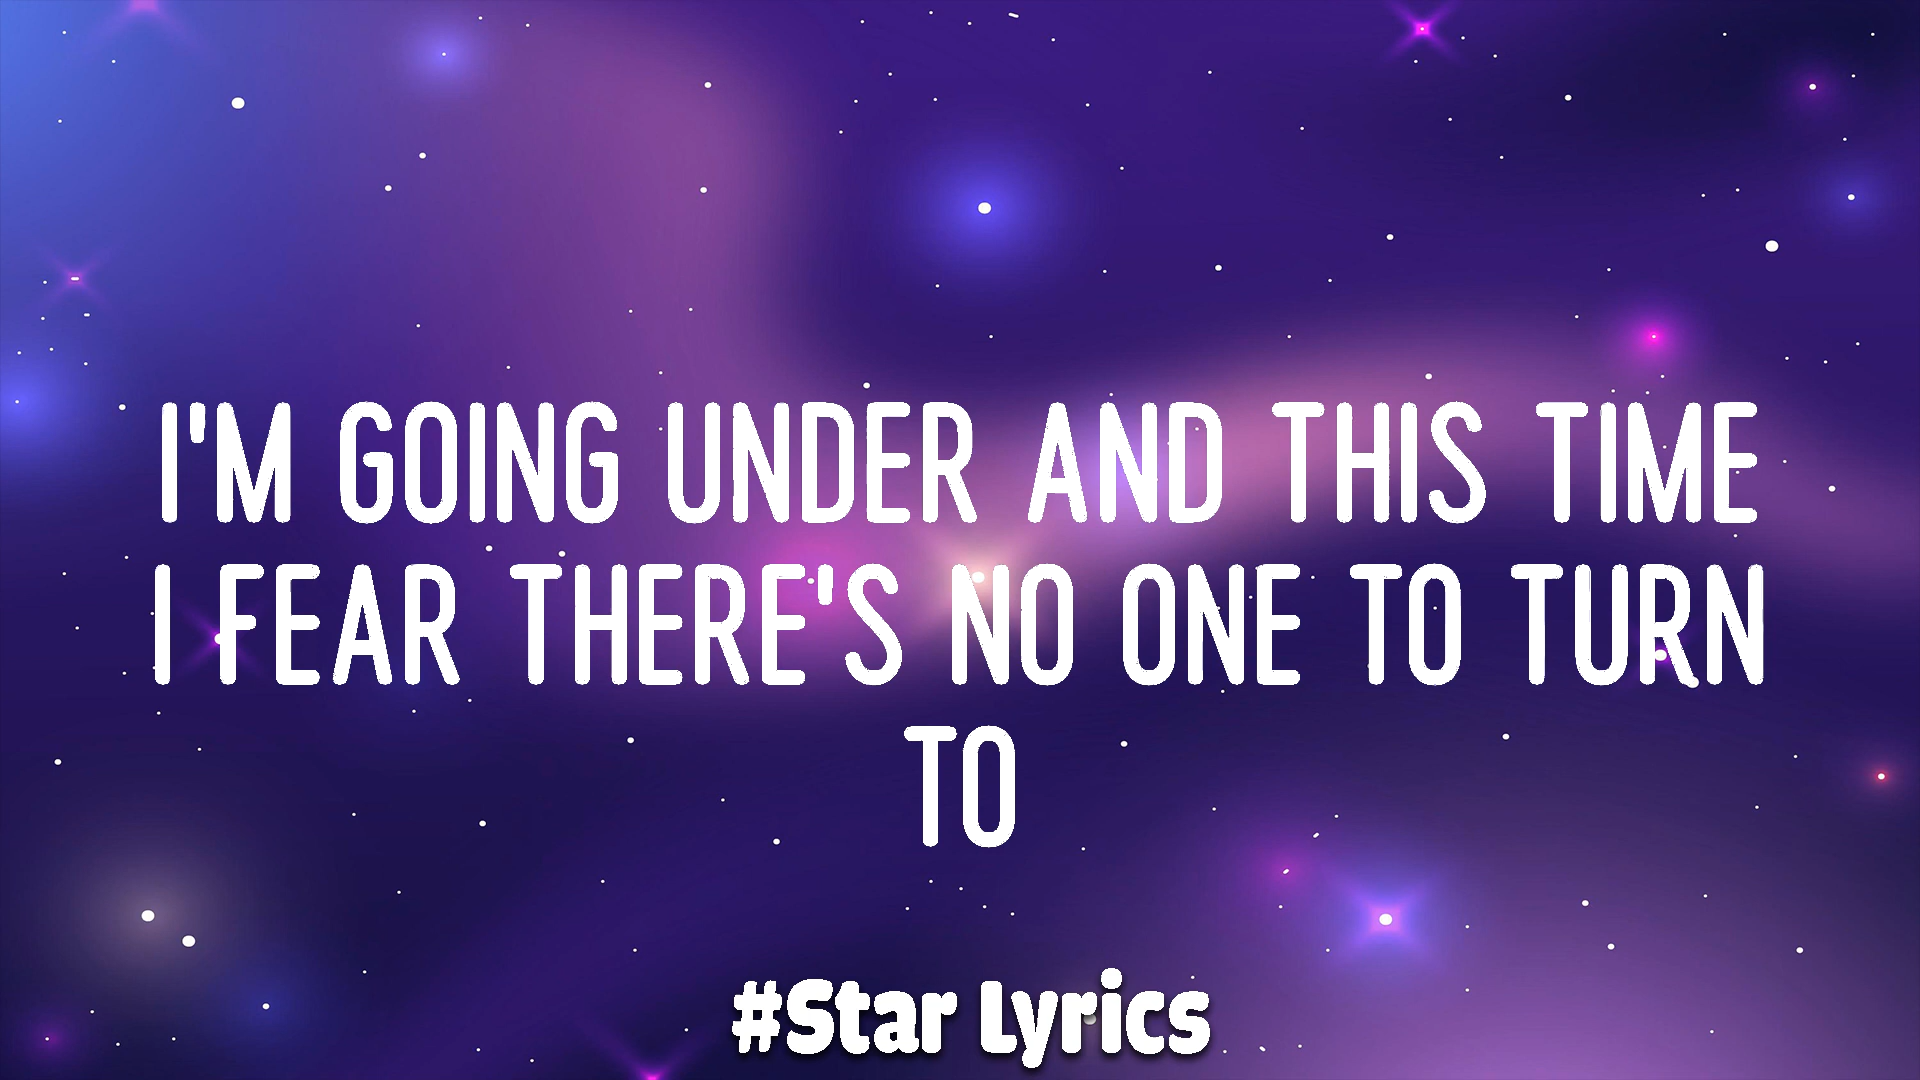 I'M GOING UNDER AND THIS TIME
I FEAR THERE'S NO ONE TO TURN
TO
#Star Lyrics